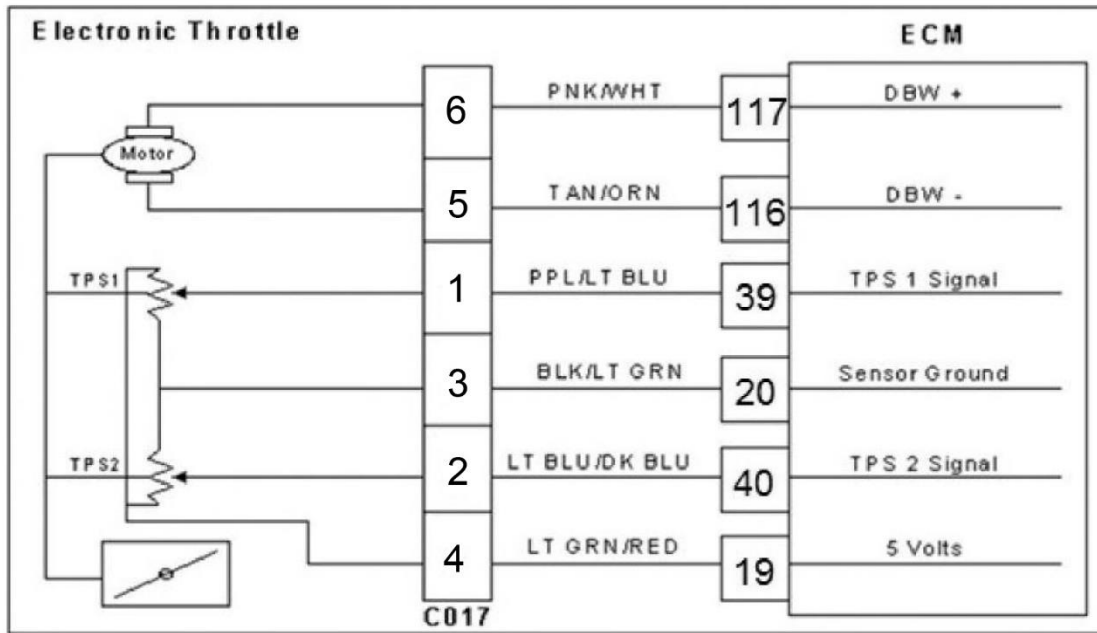 Electronic Throttle
ECM
6 PNK/WHT 117 DBW +
Motor
5 TAN/ORN 116 DBW -
TPS1 1 PPL/LT BLU 39 TPS 1 Signal
3 BLK/LT GRN 20 Sensor Ground
TPS2 2 LT BLU/DK BLU 40 TPS 2 Signal
4 LT GRN/RED 19 5 Volts
C017